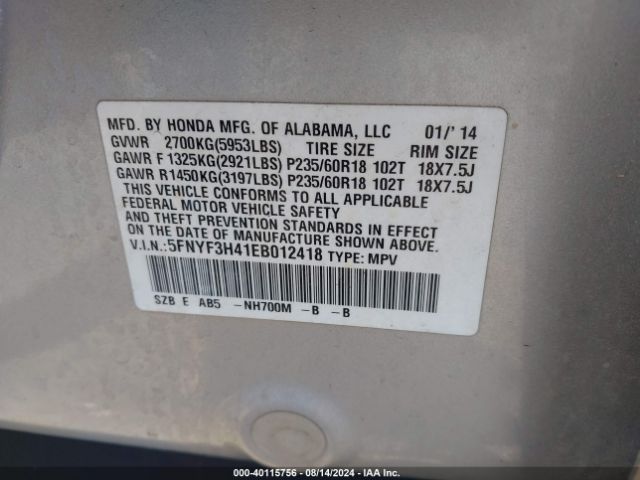 MFD. BY HONDA MFG. OF ALABAMA, LLC 01/' 14
GVWR 2700KG(5953LBS) TIRE SIZE RIM SIZE
GAWR F 1325KG(2921LBS) P235/60R18 102T 18X7.5J
GAWR R1450KG(3197LBS) P235/60R18 102T 18X7.5J
THIS VEHICLE CONFORMS TO ALL APPLICABLE
FEDERAL MOTOR VEHICLE SAFETY
AND THEFT PREVENTION STANDARDS IN EFFECT
ON THE DATE OF MANUFACTURE SHOWN ABOVE.
V.I.N.:5FNYF3H41EB012418 TYPE: MPV
SZB E AB5 -NH700M -B -B
000-40115756 - 08/14/2024 - IAA Holdings, LLC.